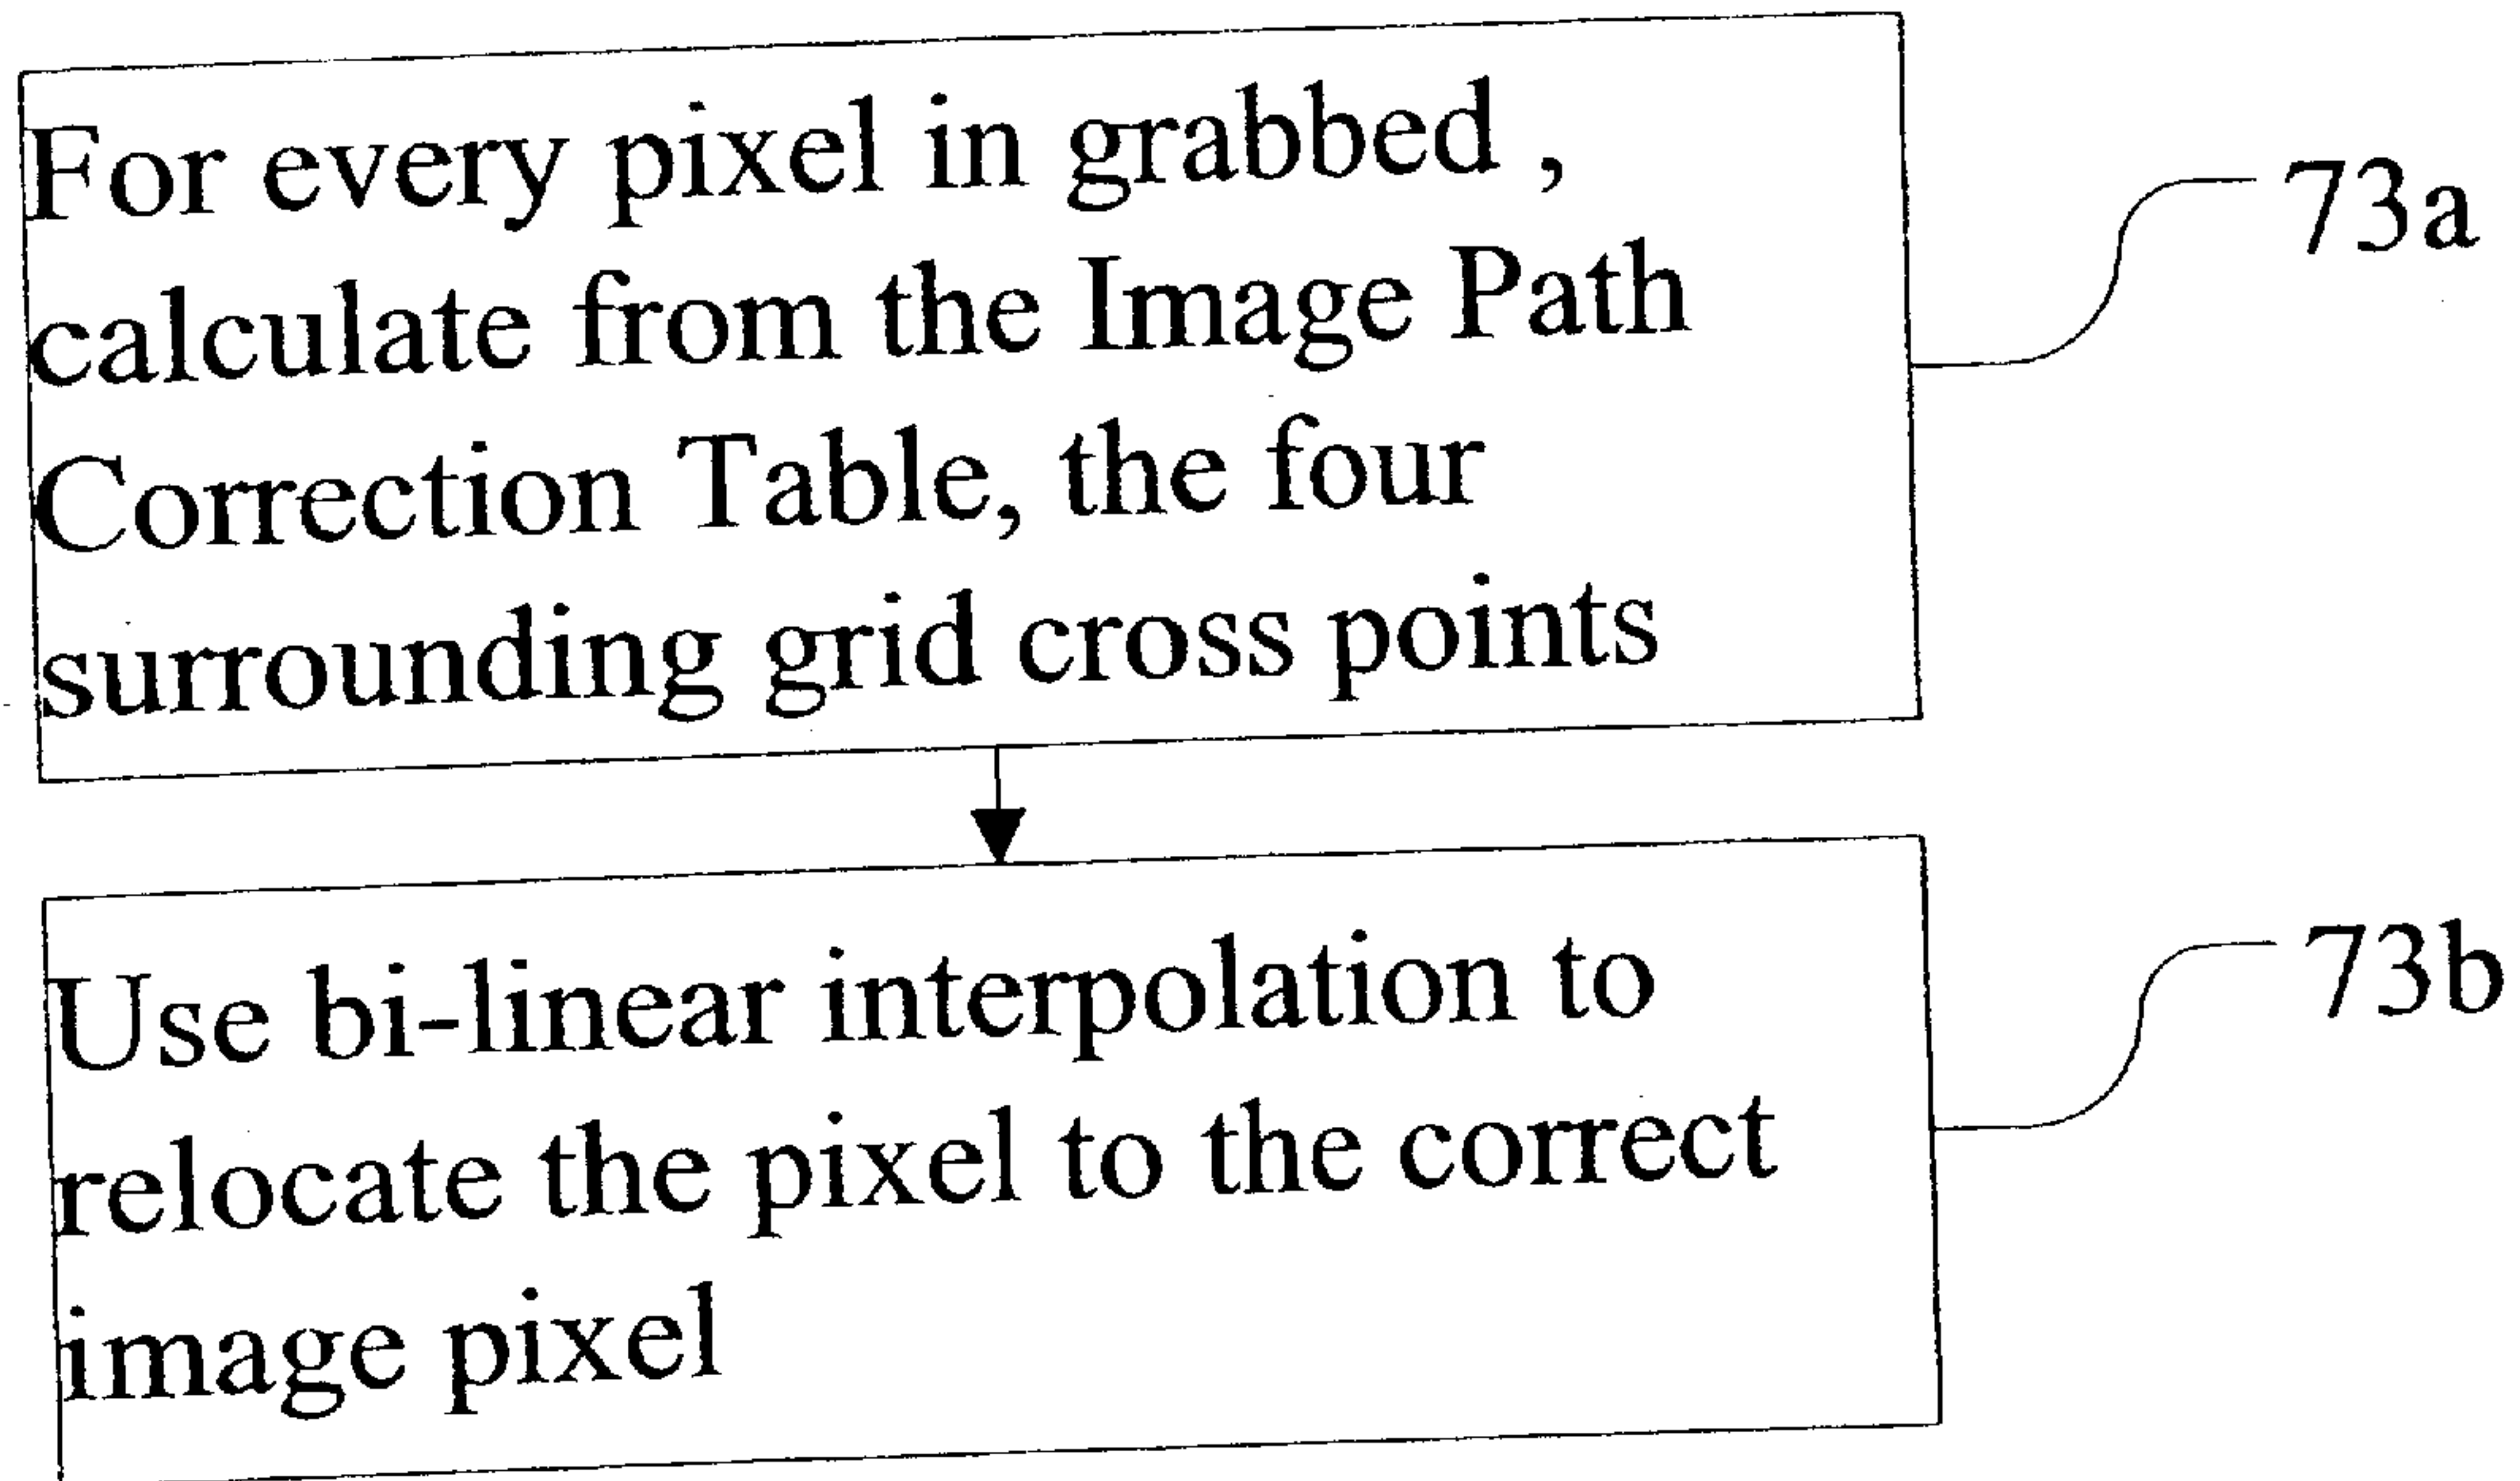 For every pixel in grabbed ,
73a
calculate from the Image Path
Correction Table, the four
surrounding grid cross points
Use bi-linear interpolation to
73b
relocate the pixel to the correct
image pixel